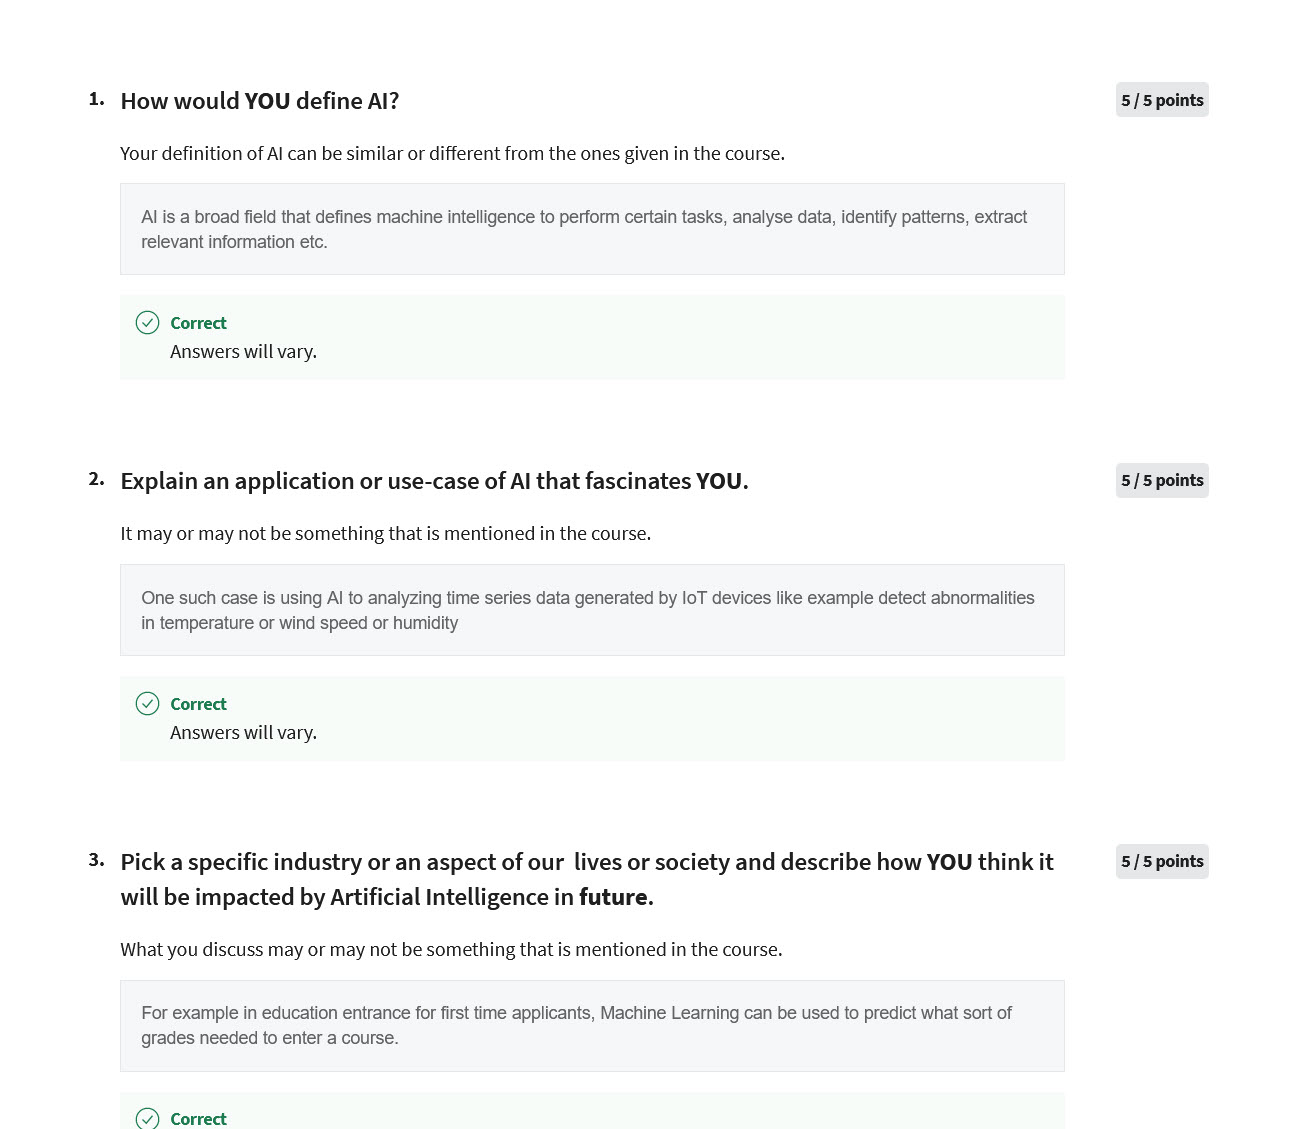 1. How would YOU define AI?
5 / 5 points
Your definition of AI can be similar or different from the ones given in the course.
AI is a broad field that defines machine intelligence to perform certain tasks, analyse data, identify patterns, extract
relevant information etc.
Correct
Answers will vary.
2. Explain an application or use-case of AI that fascinates YOU.
5 / 5 points
It may or may not be something that is mentioned in the course.
One such case is using AI to analyzing time series data generated by IoT devices like example detect abnormalities
in temperature or wind speed or humidity
Correct
Answers will vary.
3. Pick a specific industry or an aspect of our  lives or society and describe how YOU think it
will be impacted by Artificial Intelligence in future.
5 / 5 points
What you discuss may or may not be something that is mentioned in the course.
For example in education entrance for first time applicants, Machine Learning can be used to predict what sort of
grades needed to enter a course.
Correct